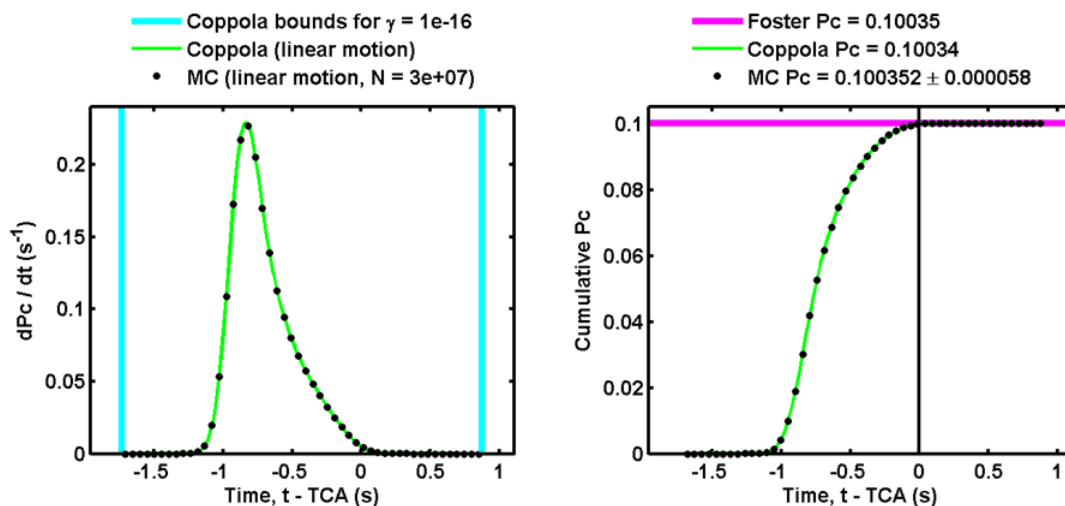 Coppola bounds for γ = 1e-16
Coppola (linear motion)
MC (linear motion, N = 3e+07)
0.2
0.15
0.1
0.05
0
-1.5
-1
-0.5
0
0.5
1
dPc / dt (s⁻¹)
Time, t - TCA (s)
Foster Pc = 0.10035
Coppola Pc = 0.10034
MC Pc = 0.100352 ± 0.000058
0.1
0.08
0.06
0.04
0.02
0
-1.5
-1
-0.5
0
0.5
1
Cumulative Pc
Time, t - TCA (s)